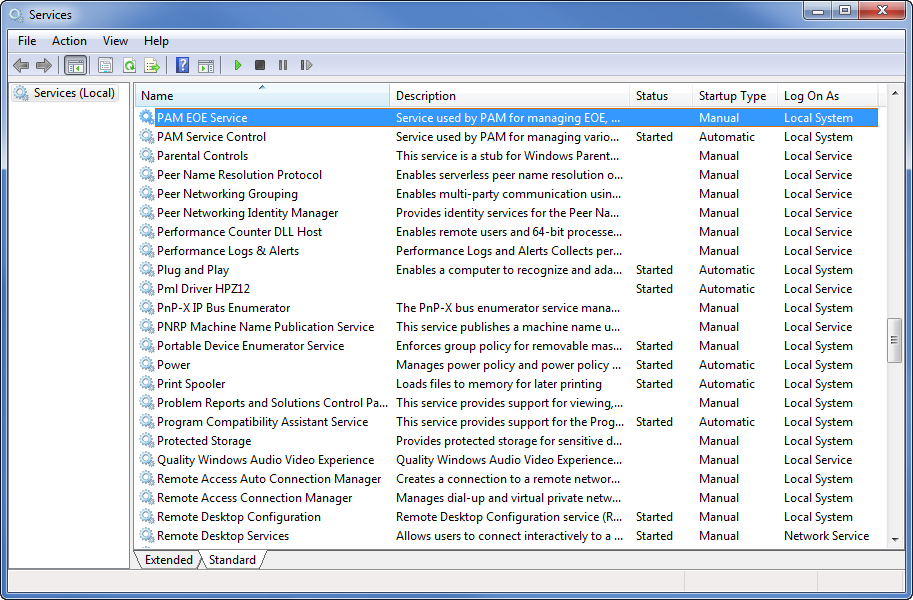 Services
File Action View Help
Services (Local)
Name Description Status Startup Type Log On As
PAM EOE Service Service used by PAM for managing EOE, ... Manual Local System
PAM Service Control Service used by PAM for managing vario... Started Automatic Local System
Parental Controls This service is a stub for Windows Parent... Manual Local Service
Peer Name Resolution Protocol Enables serverless peer name resolution o... Manual Local Service
Peer Networking Grouping Enables multi-party communication usin... Manual Local Service
Peer Networking Identity Manager Provides identity services for the Peer Na... Manual Local Service
Performance Counter DLL Host Enables remote users and 64-bit processe... Manual Local Service
Performance Logs & Alerts Performance Logs and Alerts Collects per... Manual Local Service
Plug and Play Enables a computer to recognize and ada... Started Automatic Local System
Pml Driver HPZ12 Started Automatic Local Service
PnP-X IP Bus Enumerator The PnP-X bus enumerator service mana... Manual Local System
PNRP Machine Name Publication Service This service publishes a machine name u... Manual Local Service
Portable Device Enumerator Service Enforces group policy for removable mas... Started Manual Local System
Power Manages power policy and power policy ... Started Automatic Local System
Print Spooler Loads files to memory for later printing Started Automatic Local System
Problem Reports and Solutions Control Pa... This service provides support for viewing,... Manual Local System
Program Compatibility Assistant Service This service provides support for the Prog... Started Automatic Local System
Protected Storage Provides protected storage for sensitive d... Manual Local System
Quality Windows Audio Video Experience Quality Windows Audio Video Experience... Manual Local Service
Remote Access Auto Connection Manager Creates a connection to a remote networ... Manual Local System
Remote Access Connection Manager Manages dial-up and virtual private netw... Manual Local System
Remote Desktop Configuration Remote Desktop Configuration service (R... Started Manual Local System
Remote Desktop Services Allows users to connect interactively to a ... Started Manual Network Service
Extended Standard